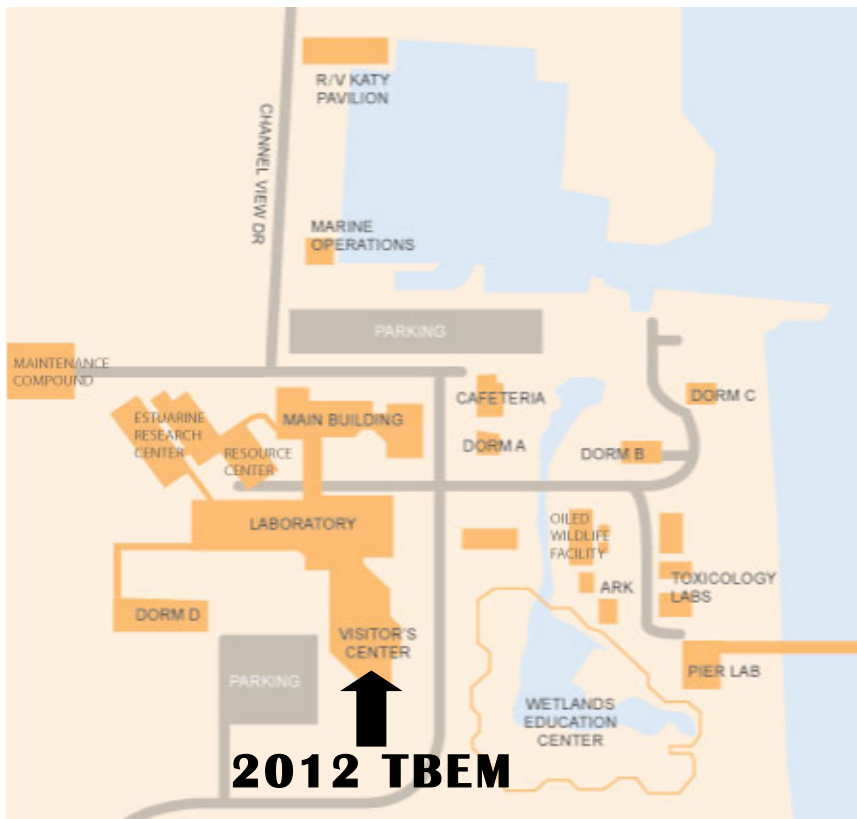 R/V KATY
PAVILION
CHANNEL VIEW DR
MARINE
OPERATIONS
PARKING
MAINTENANCE
COMPOUND
CAFETERIA
DORM C
ESTUARINE
RESEARCH
CENTER
MAIN BUILDING
RESOURCE
CENTER
DORM A
DORM B
LABORATORY
OILED
WILDLIFE
FACILITY
ARK
TOXICOLOGY
LABS
DORM D
VISITOR'S
CENTER
PARKING
PIER LAB
WETLANDS
EDUCATION
CENTER
2012 TBEM